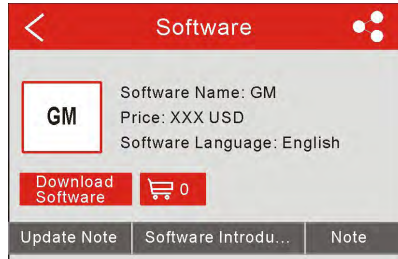 Software
GM
Software Name: GM
Price: XXX USD
Software Language: English
Download
Software
0
Update Note
Software Introdu...
Note